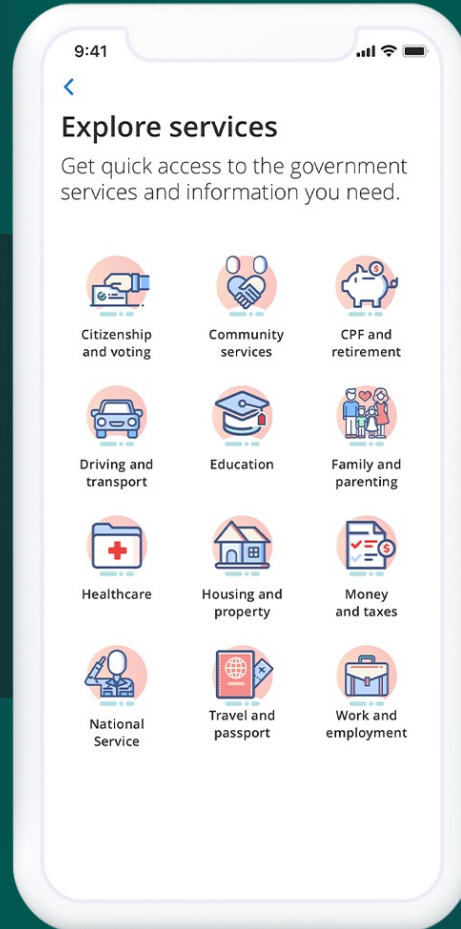 9:41
Explore services
Get quick access to the government
services and information you need.
Citizenship
and voting
Community
services
CPF and
retirement
Driving and
transport
Education
Family and
parenting
Healthcare
Housing and
property
Money
and taxes
National
Service
Travel and
passport
Work and
employment